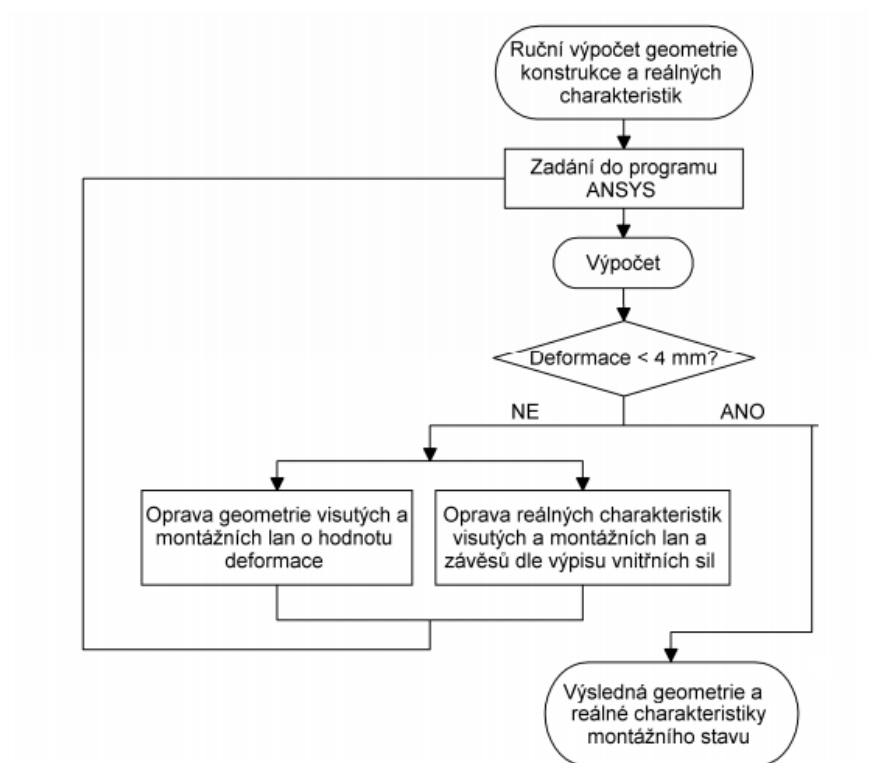 Ruční výpočet geometrie
konstrukce a reálných
charakteristik
Zadání do programu
ANSYS
Výpočet
Deformace < 4 mm?
NE
ANO
Oprava geometrie visutých a
montážních lan o hodnotu
deformace
Oprava reálných charakteristik
visutých a montážních lan a
závěsů dle výpisu vnitřních sil
Výsledná geometrie a
reálné charakteristiky
montážního stavu